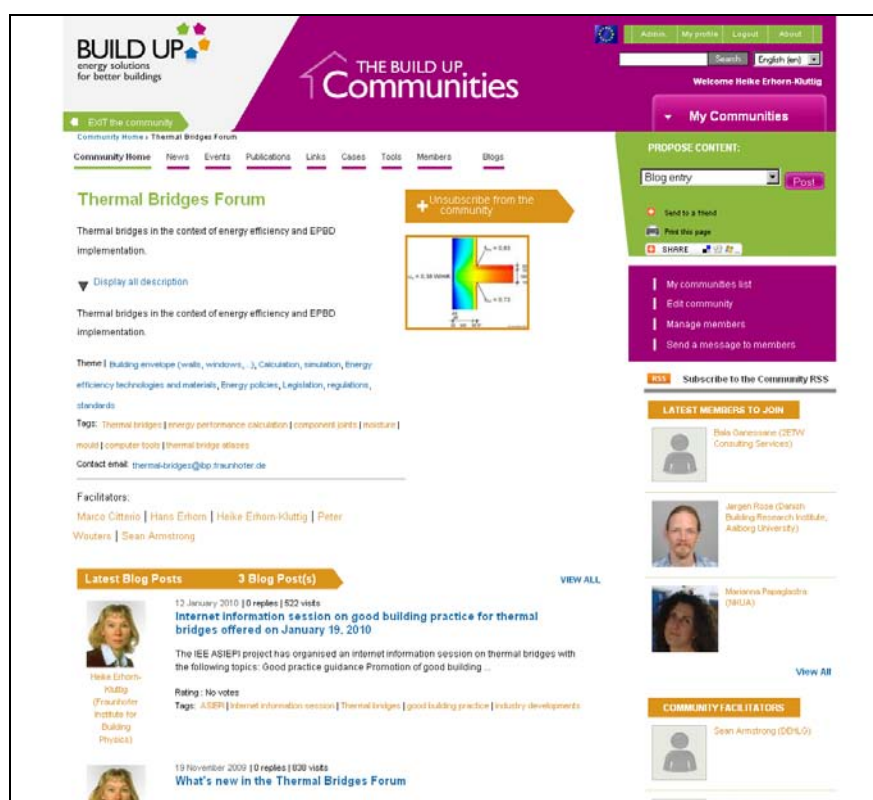 BUILD UP
energy solutions
for better buildings
THE BUILD UP
Communities
Admin. My profile Logout About
Search English (en)
Welcome Heike Erhorn-Kluttig
EXIT the community
My Communities
Community Home › Thermal Bridges Forum
Community Home News Events Publications Links Cases Tools Members Blogs
PROPOSE CONTENT:
Blog entry Post
Send to a friend
Print this page
SHARE
Thermal Bridges Forum
Unsubscribe from the
community
Thermal bridges in the context of energy efficiency and EPBD
implementation.
Display all description
Thermal bridges in the context of energy efficiency and EPBD
implementation.
My communities list
Edit community
Manage members
Send a message to members
Theme | Building envelope (walls, windows, ..), Calculation, simulation, Energy
efficiency technologies and materials, Energy policies, Legislation, regulations,
standards
Tags: Thermal bridges | energy performance calculation | component joints | moisture |
mould | computer tools | thermal bridge atlases
Contact email: thermal-bridges@ibp.fraunhofer.de
RSS Subscribe to the Community RSS
LATEST MEMBERS TO JOIN
Bala Ganessane (2ETW
Consulting Services)
Jørgen Rose (Danish
Building Research Institute,
Aalborg University)
Marianna Papaglastra
(NHUA)
View All
Facilitators:
Marco Citterio | Hans Erhorn | Heike Erhorn-Kluttig | Peter
Wouters | Sean Armstrong
Latest Blog Posts 3 Blog Post(s)
VIEW ALL
12 January 2010 | 0 replies | 522 visits
Internet information session on good building practice for thermal
bridges offered on January 19, 2010
The IEE ASIEPI project has organised an internet information session on thermal bridges with
the following topics: Good practice guidance Promotion of good building ...
Rating : No votes
Tags: ASIEPI | Internet information session | Thermal bridges | good building practice | industry developments
Heike Erhorn-
Kluttig
(Fraunhofer
Institute for
Building
Physics)
COMMUNITY FACILITATORS
Sean Armstrong (DEHLG)
19 November 2009 | 0 replies | 838 visits
What's new in the Thermal Bridges Forum